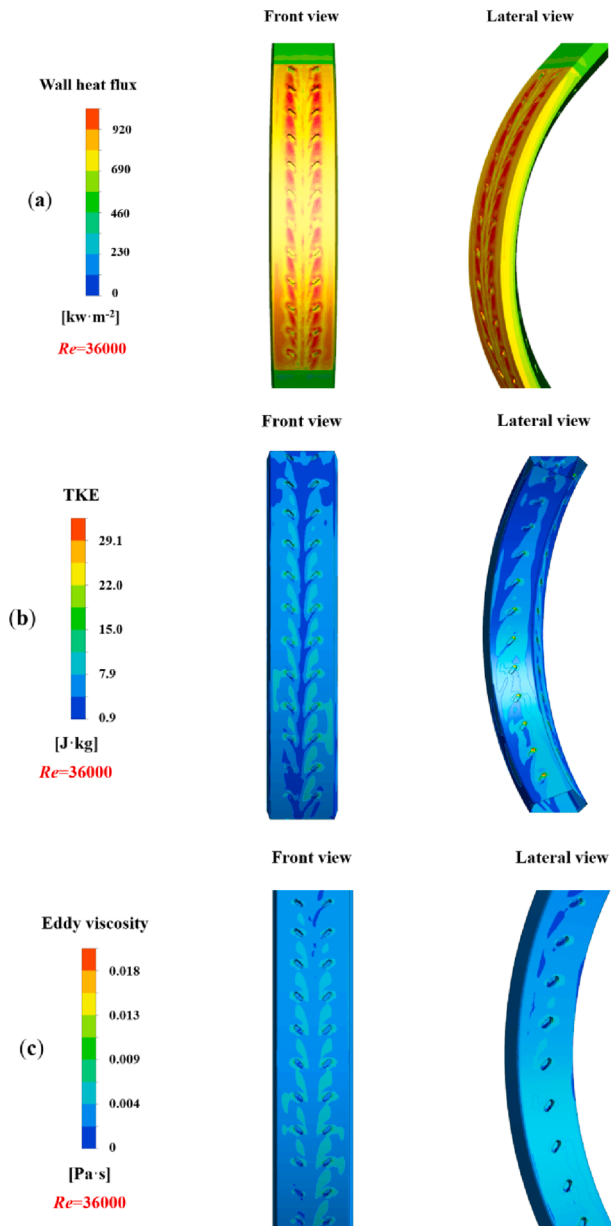 Front view
Lateral view
Wall heat flux
920
690
(a)
460
230
0
[kw·m⁻²]
Re=36000
Front view
Lateral view
TKE
29.1
22.0
(b)
15.0
7.9
0.9
[J·kg]
Re=36000
Front view
Lateral view
Eddy viscosity
0.018
0.013
(c)
0.009
0.004
0
[Pa·s]
Re=36000